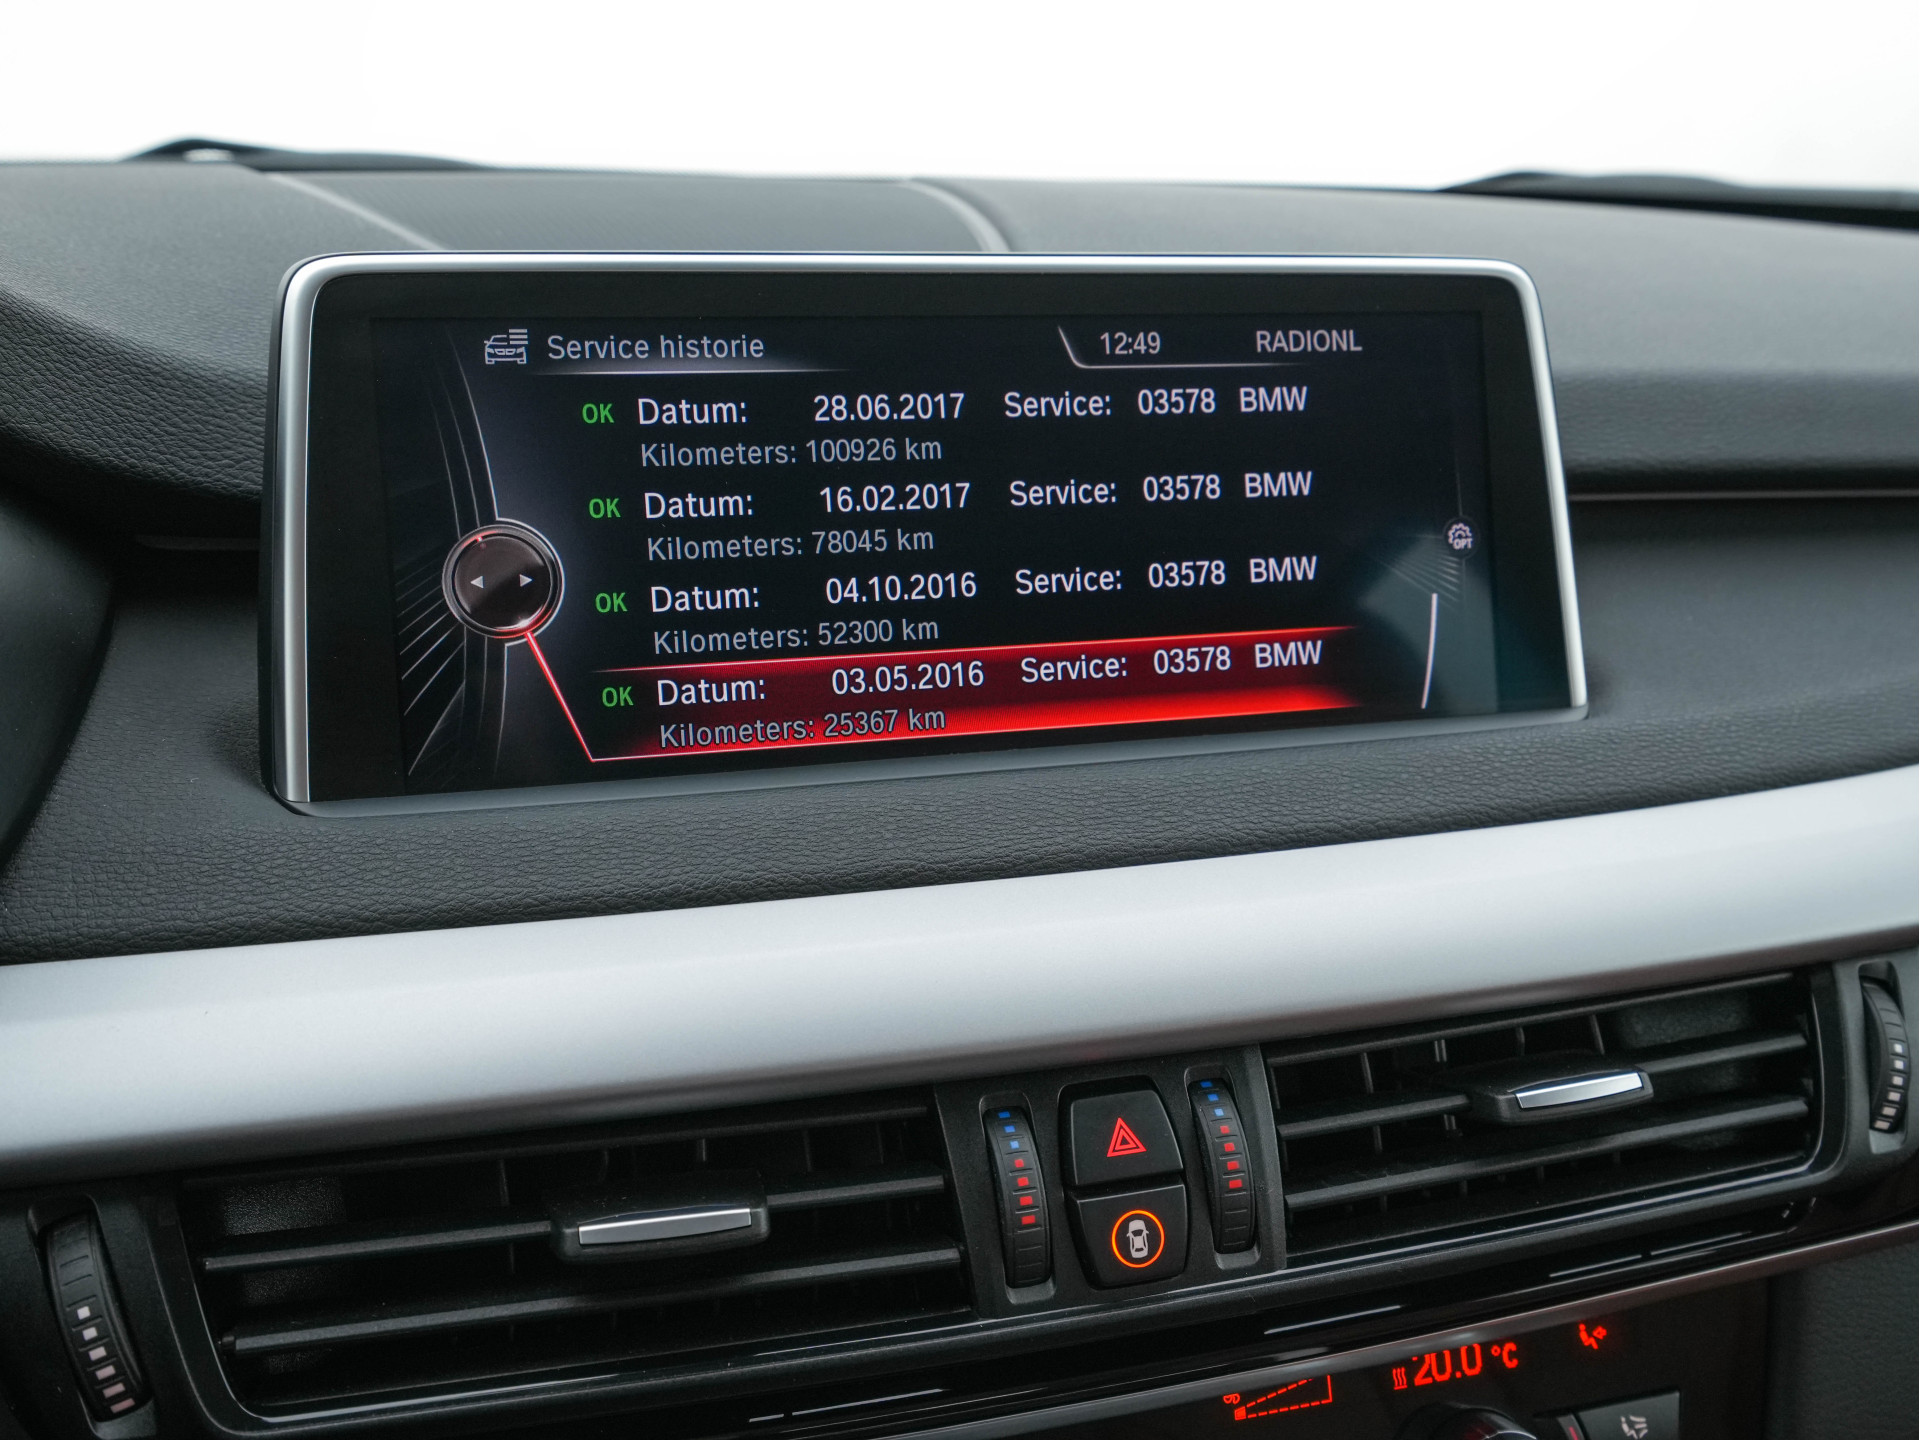 Service historie 12:49 RADIONL
OK Datum: 28.06.2017 Service: 03578 BMW
Kilometers: 100926 km
OK Datum: 16.02.2017 Service: 03578 BMW
Kilometers: 78045 km
OK Datum: 04.10.2016 Service: 03578 BMW
Kilometers: 52300 km
OK Datum: 03.05.2016 Service: 03578 BMW
Kilometers: 25367 km
OPT
20.0 °C